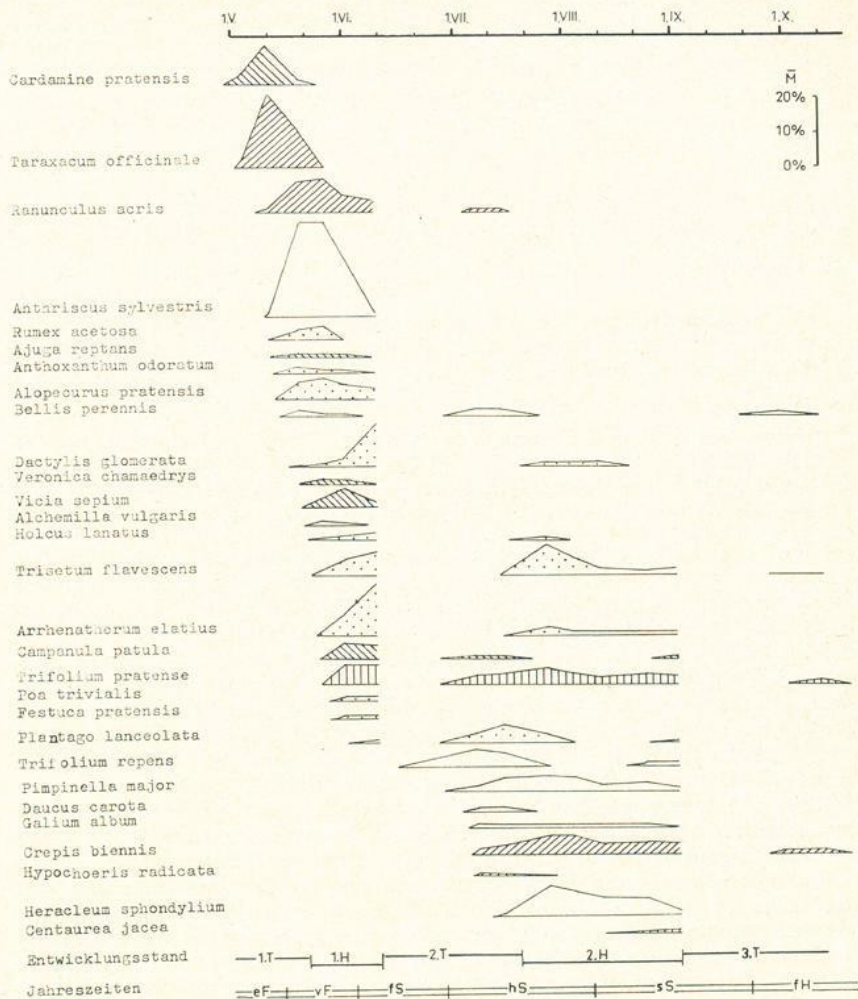 1.V. 1.VI. 1.VII. 1.VIII. 1.IX. 1.X.
Cardamine pratensis
M̄
20%
10%
Taraxacum officinale
0%
Ranunculus acris
Anthriscus sylvestris
Rumex acetosa
Ajuga reptans
Anthoxanthum odoratum
Alopecurus pratensis
Bellis perennis
Dactylis glomerata
Veronica chamaedrys
Vicia sepium
Alchemilla vulgaris
Holcus lanatus
Trisetum flavescens
Arrhenatherum elatius
Campanula patula
Trifolium pratense
Poa trivialis
Festuca pratensis
Plantago lanceolata
Trifolium repens
Pimpinella major
Daucus carota
Galium album
Crepis biennis
Hypochoeris radicata
Heracleum sphondylium
Centaurea jacea
Entwicklungsstand 1.T 1.H 2.T 2.H 3.T
Jahreszeiten eF vF fS hS sS fH